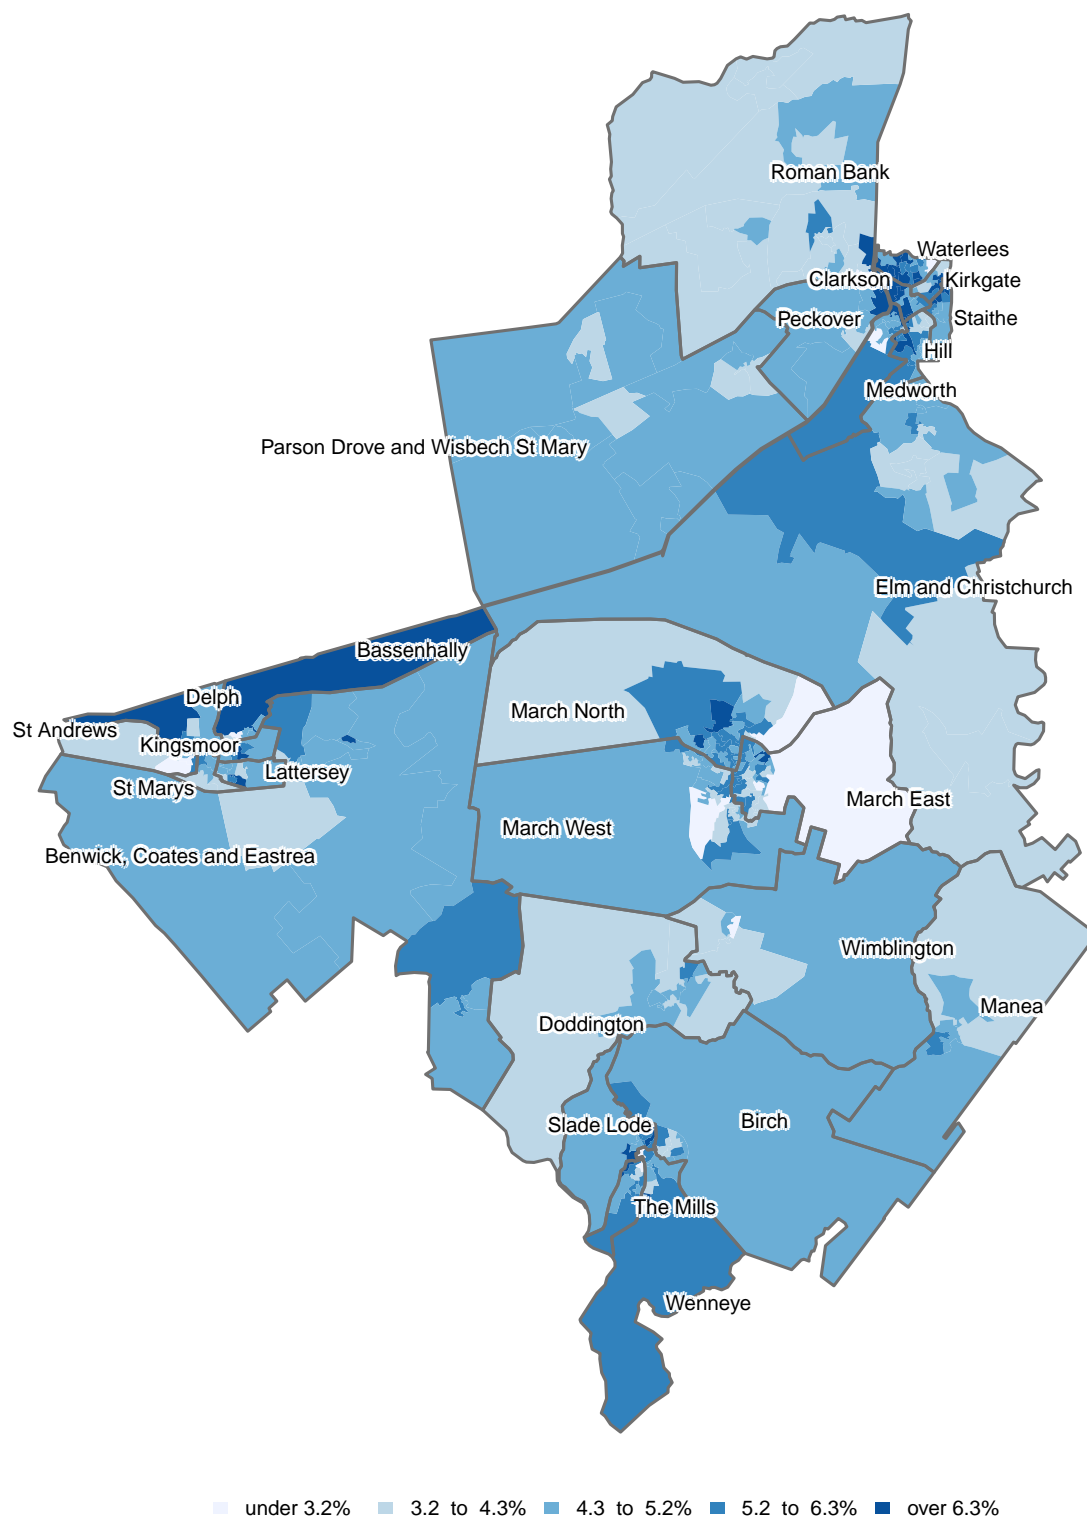 Roman Bank
Waterlees
Clarkson
Kirkgate
Peckover
Staithe
Hill
Medworth
Parson Drove and Wisbech St Mary
Elm and Christchurch
Bassenhally
Delph
March North
St Andrews
Kingsmoor
Lattersey
St Marys
March East
March West
Benwick, Coates and Eastrea
Wimblington
Manea
Doddington
Birch
Slade Lode
The Mills
Wenneye
under 3.2% 3.2 to 4.3% 4.3 to 5.2% 5.2 to 6.3% over 6.3%